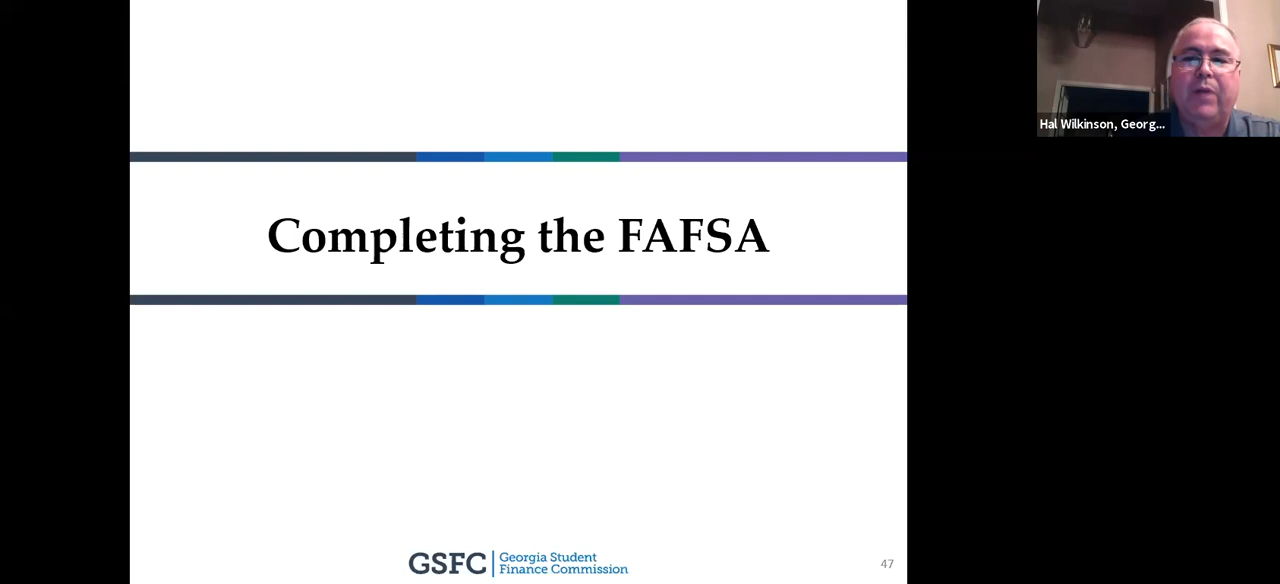 Hal Wilkinson, Georg...
Completing the FAFSA
GSFC
Georgia Student
Finance Commission
47